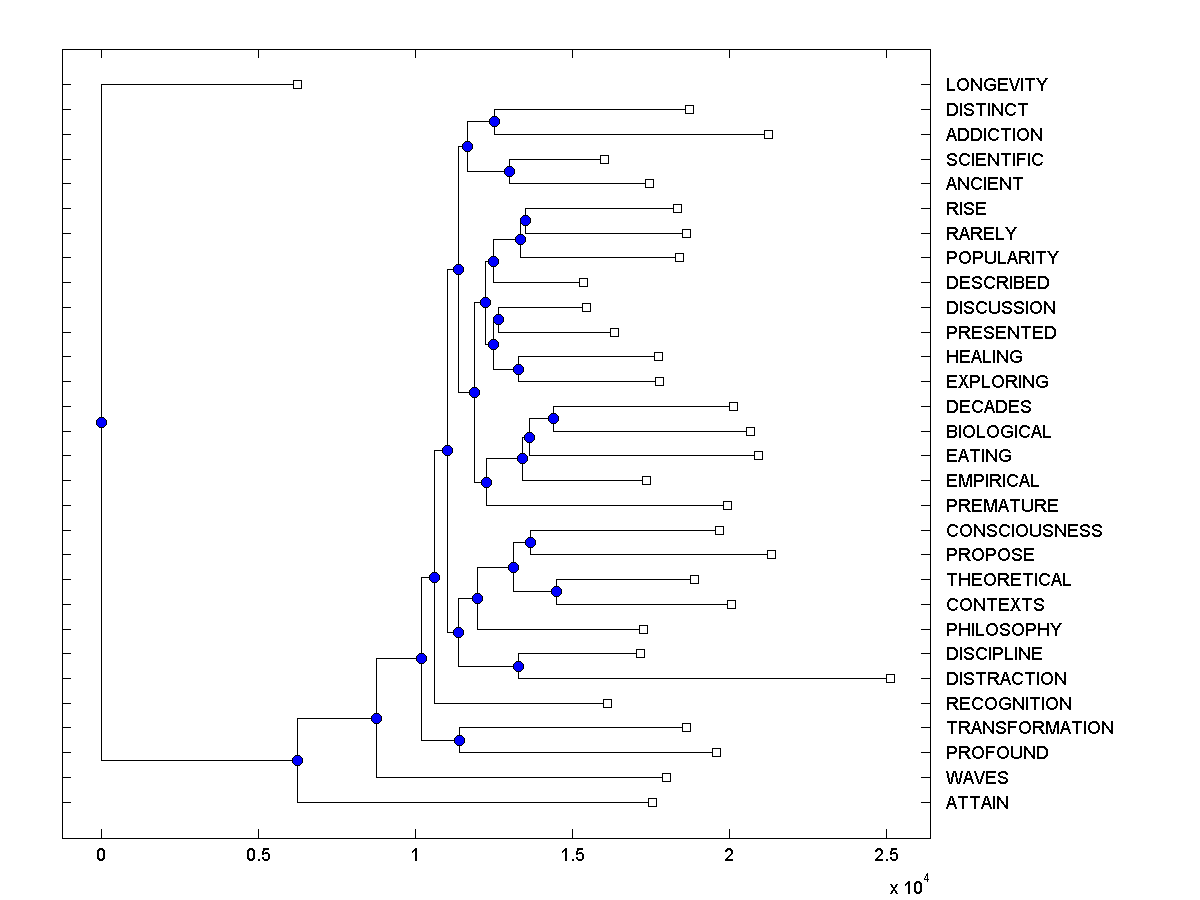 LONGEVITY
DISTINCT
ADDICTION
SCIENTIFIC
ANCIENT
RISE
RARELY
POPULARITY
DESCRIBED
DISCUSSION
PRESENTED
HEALING
EXPLORING
DECADES
BIOLOGICAL
EATING
EMPIRICAL
PREMATURE
CONSCIOUSNESS
PROPOSE
THEORETICAL
CONTEXTS
PHILOSOPHY
DISCIPLINE
DISTRACTION
RECOGNITION
TRANSFORMATION
PROFOUND
WAVES
ATTAIN
0 0.5 1 1.5 2 2.5
x 10^4